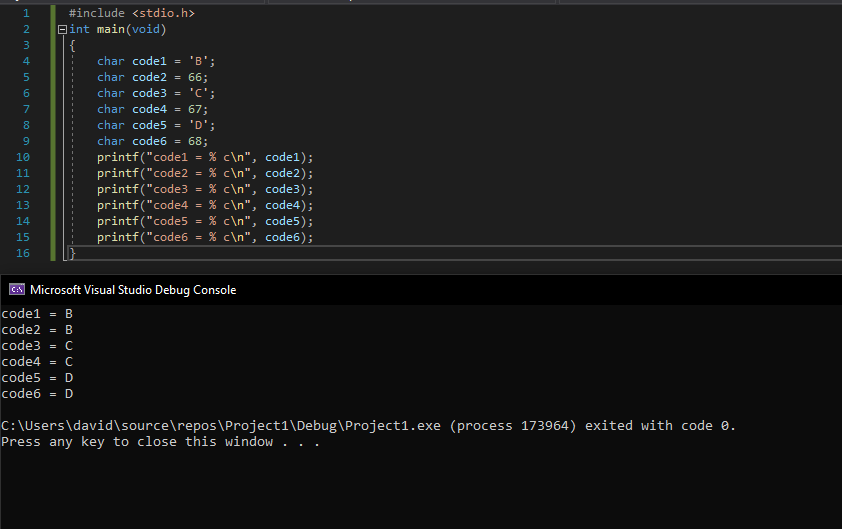 1 #include <stdio.h>
2 int main(void)
3 {
4 char code1 = 'B';
5 char code2 = 66;
6 char code3 = 'C';
7 char code4 = 67;
8 char code5 = 'D';
9 char code6 = 68;
10 printf("code1 = % c\n", code1);
11 printf("code2 = % c\n", code2);
12 printf("code3 = % c\n", code3);
13 printf("code4 = % c\n", code4);
14 printf("code5 = % c\n", code5);
15 printf("code6 = % c\n", code6);
16 }
C:\ Microsoft Visual Studio Debug Console
code1 = B
code2 = B
code3 = C
code4 = C
code5 = D
code6 = D
C:\Users\david\source\repos\Project1\Debug\Project1.exe (process 173964) exited with code 0.
Press any key to close this window . . .